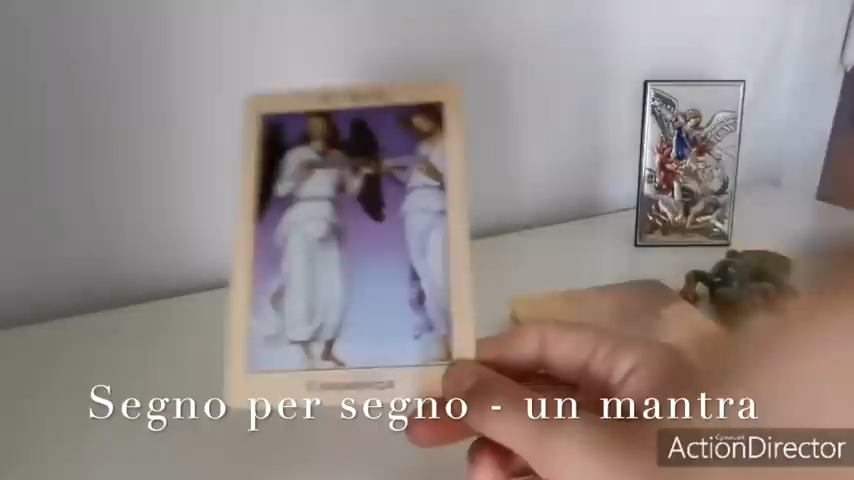 Segno per segno - un mantra
ActionDirector